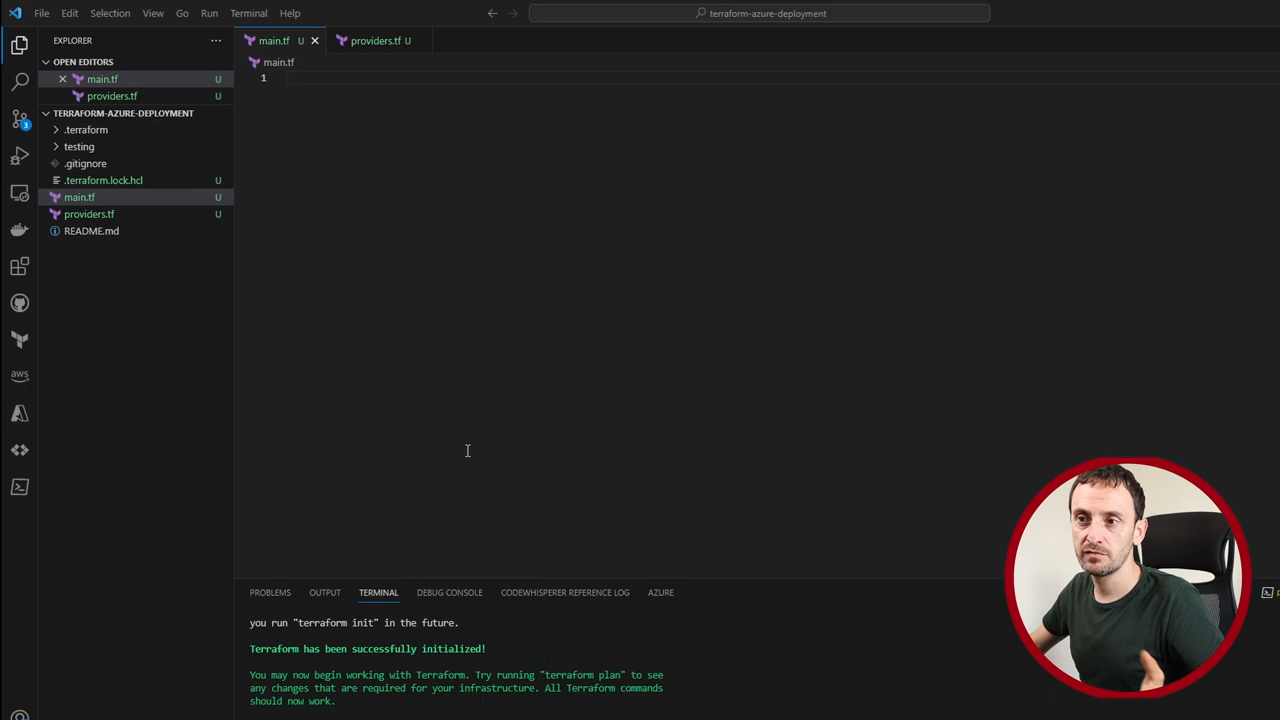 File Edit Selection View Go Run Terminal Help
terraform-azure-deployment
EXPLORER
OPEN EDITORS
main.tf U
providers.tf U
TERRAFORM-AZURE-DEPLOYMENT
.terraform
testing
.gitignore
.terraform.lock.hcl U
main.tf U
providers.tf U
README.md
3
aws
main.tf U
providers.tf U
main.tf
1
PROBLEMS OUTPUT TERMINAL DEBUG CONSOLE CODEWHISPERER REFERENCE LOG AZURE
you run "terraform init" in the future.
Terraform has been successfully initialized!
You may now begin working with Terraform. Try running "terraform plan" to see
any changes that are required for your infrastructure. All Terraform commands
should now work.